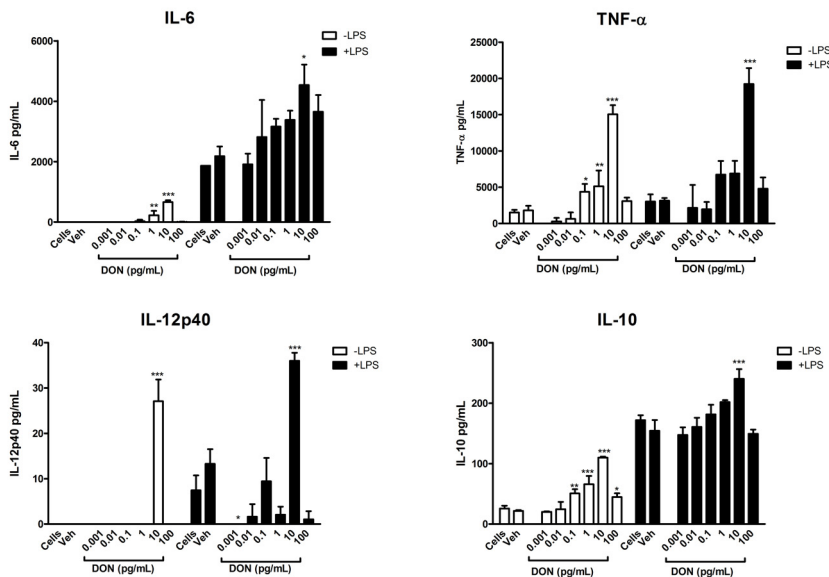 IL-6
-LPS
+LPS
IL-6 pg/mL
6000
4000
2000
0
*
** ***
Cells Veh 0.001 0.01 0.1 1 10 100 Cells Veh 0.001 0.01 0.1 1 10 100
DON (pg/mL) DON (pg/mL)
TNF-α
-LPS
+LPS
TNF-α pg/mL
25000
20000
15000
10000
5000
0
* ** *** ***
Cells Veh 0.001 0.01 0.1 1 10 100 Cells Veh 0.001 0.01 0.1 1 10 100
DON (pg/mL) DON (pg/mL)
IL-12p40
-LPS
+LPS
IL-12p40 pg/mL
40
30
20
10
0
*** * ***
Cells Veh 0.001 0.01 0.1 1 10 100 Cells Veh 0.001 0.01 0.1 1 10 100
DON (pg/mL) DON (pg/mL)
IL-10
-LPS
+LPS
IL-10 pg/mL
300
200
100
0
** *** *** * ***
Cells Veh 0.001 0.01 0.1 1 10 100 Cells Veh 0.001 0.01 0.1 1 10 100
DON (pg/mL) DON (pg/mL)